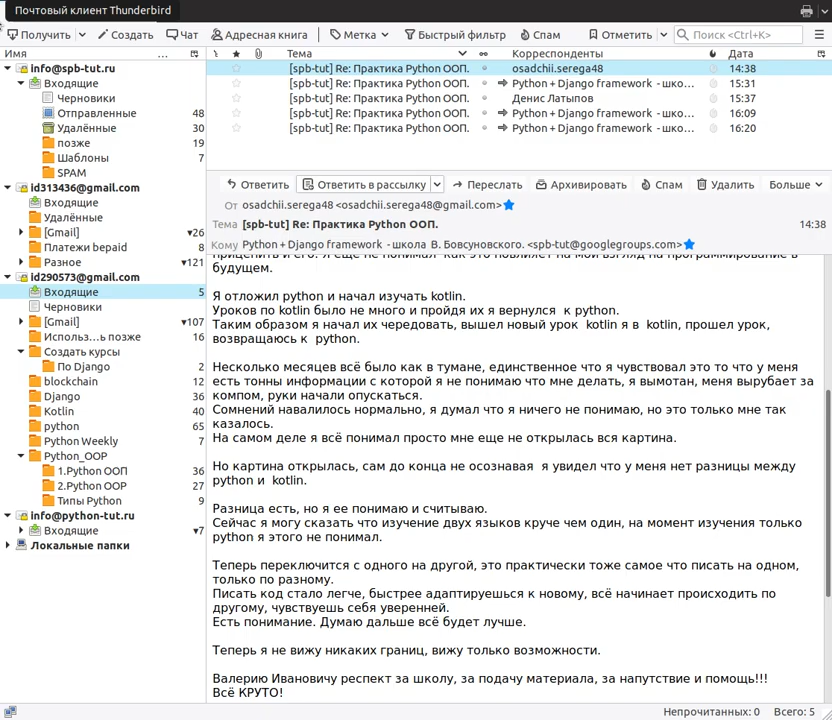 Почтовый клиент Thunderbird
Получить Создать Чат Адресная книга Метка Быстрый фильтр Спам Отметить Поиск <Ctrl+K>
Имя ...
info@spb-tut.ru
Входящие
Черновики
Отправленные 48
Удалённые 30
позже 19
Шаблоны 7
SPAM
id313436@gmail.com
Входящие
Удалённые
[Gmail] ▾26
Платежи bepaid 8
Разное ▾121
id290573@gmail.com
Входящие 5
Черновики
[Gmail] ▾107
Использ...ь позже 16
Создать курсы
По Django 2
blockchain 12
Django 36
Kotlin 40
python 65
Python Weekly 7
Python_OOP
1.Python ООП 36
2.Python OOP 27
Типы Python 9
info@python-tut.ru
Входящие ▾7
Локальные папки
Тема Корреспонденты Дата
[spb-tut] Re: Практика Python ООП. osadchii.serega48 14:38
[spb-tut] Re: Практика Python ООП. Python + Django framework - шко... 15:31
[spb-tut] Re: Практика Python ООП. Денис Латыпов 15:37
[spb-tut] Re: Практика Python ООП. Python + Django framework - шко... 16:09
[spb-tut] Re: Практика Python ООП. Python + Django framework - шко... 16:20
Ответить Ответить в рассылку Переслать Архивировать Спам Удалить Больше
От osadchii.serega48 <osadchii.serega48@gmail.com>
Тема [spb-tut] Re: Практика Python ООП. 14:38
Кому Python + Django framework - школа В. Бовсуновского. <spb-tut@googlegroups.com>
прицепить и его. Я ещё не понимал как это повлияет на мой взгляд на программирование в
будущем.
Я отложил python и начал изучать kotlin.
Уроков по kotlin было не много и пройдя их я вернулся к python.
Таким образом я начал их чередовать, вышел новый урок kotlin я в kotlin, прошел урок,
возвращаюсь к python.
Несколько месяцев всё было как в тумане, единственное что я чувствовал это то что у меня
есть тонны информации с которой я не понимаю что мне делать, я вымотан, меня вырубает за
компом, руки начали опускаться.
Сомнений навалилось нормально, я думал что я ничего не понимаю, но это только мне так
казалось.
На самом деле я всё понимал просто мне еще не открылась вся картина.
Но картина открылась, сам до конца не осознавая я увидел что у меня нет разницы между
python и kotlin.
Разница есть, но я ее понимаю и считываю.
Сейчас я могу сказать что изучение двух языков круче чем один, на момент изучения только
python я этого не понимал.
Теперь переключится с одного на другой, это практически тоже самое что писать на одном,
только по разному.
Писать код стало легче, быстрее адаптируешься к новому, всё начинает происходить по
другому, чувствуешь себя уверенней.
Есть понимание. Думаю дальше всё будет лучше.
Теперь я не вижу никаких границ, вижу только возможности.
Валерию Ивановичу респект за школу, за подачу материала, за напутствие и помощь!!!
Всё КРУТО!
Непрочитанных: 0 Всего: 5